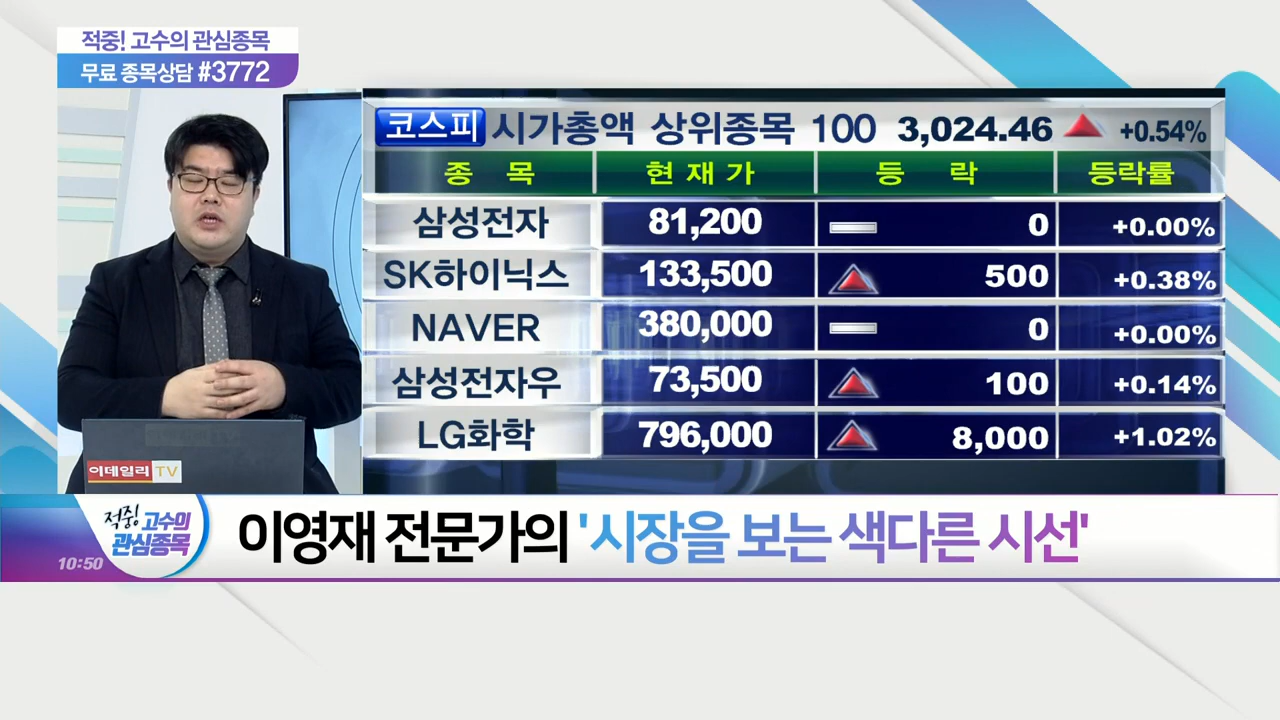 적중! 고수의 관심종목
무료 종목상담 #3772
코스피 시가총액 상위종목 100 3,024.46 +0.54%
종 목 현재가 등 락 등락률
삼성전자 81,200 0 +0.00%
SK하이닉스 133,500 500 +0.38%
NAVER 380,000 0 +0.00%
삼성전자우 73,500 100 +0.14%
LG화학 796,000 8,000 +1.02%
이데일리TV
적중! 고수의
관심종목
10:50
이영재 전문가의 '시장을 보는 색다른 시선'